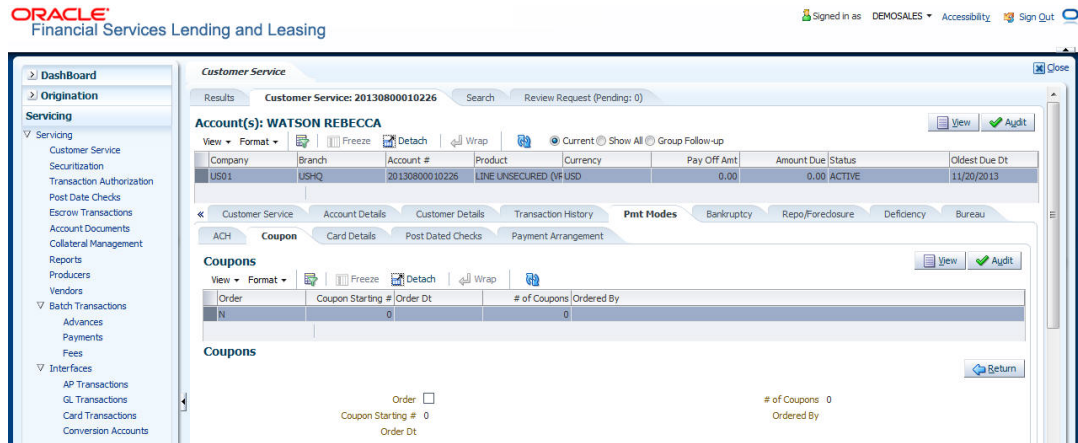 ORACLE
Financial Services Lending and Leasing
Signed in as DEMOSALES Accessibility Sign Out
Close
DashBoard
Origination
Servicing
Servicing
Customer Service
Securitization
Transaction Authorization
Post Date Checks
Escrow Transactions
Account Documents
Collateral Management
Reports
Producers
Vendors
Batch Transactions
Advances
Payments
Fees
Interfaces
AP Transactions
GL Transactions
Card Transactions
Conversion Accounts
Customer Service
Results Customer Service: 20130800010226 Search Review Request (Pending: 0)
Account(s): WATSON REBECCA View Audit
View Format Freeze Detach Wrap Current Show All Group Follow-up
Company Branch Account # Product Currency Pay Off Amt Amount Due Status Oldest Due Dt
US01 USHQ 20130800010226 LINE UNSECURED (VR USD 0.00 0.00 ACTIVE 11/20/2013
« Customer Service Account Details Customer Details Transaction History Pmt Modes Bankruptcy Repo/Foreclosure Deficiency Bureau
ACH Coupon Card Details Post Dated Checks Payment Arrangement
Coupons View Audit
View Format Freeze Detach Wrap
Order Coupon Starting # Order Dt # of Coupons Ordered By
N 0 0
Coupons
Return
Order # of Coupons 0
Coupon Starting # 0 Ordered By
Order Dt